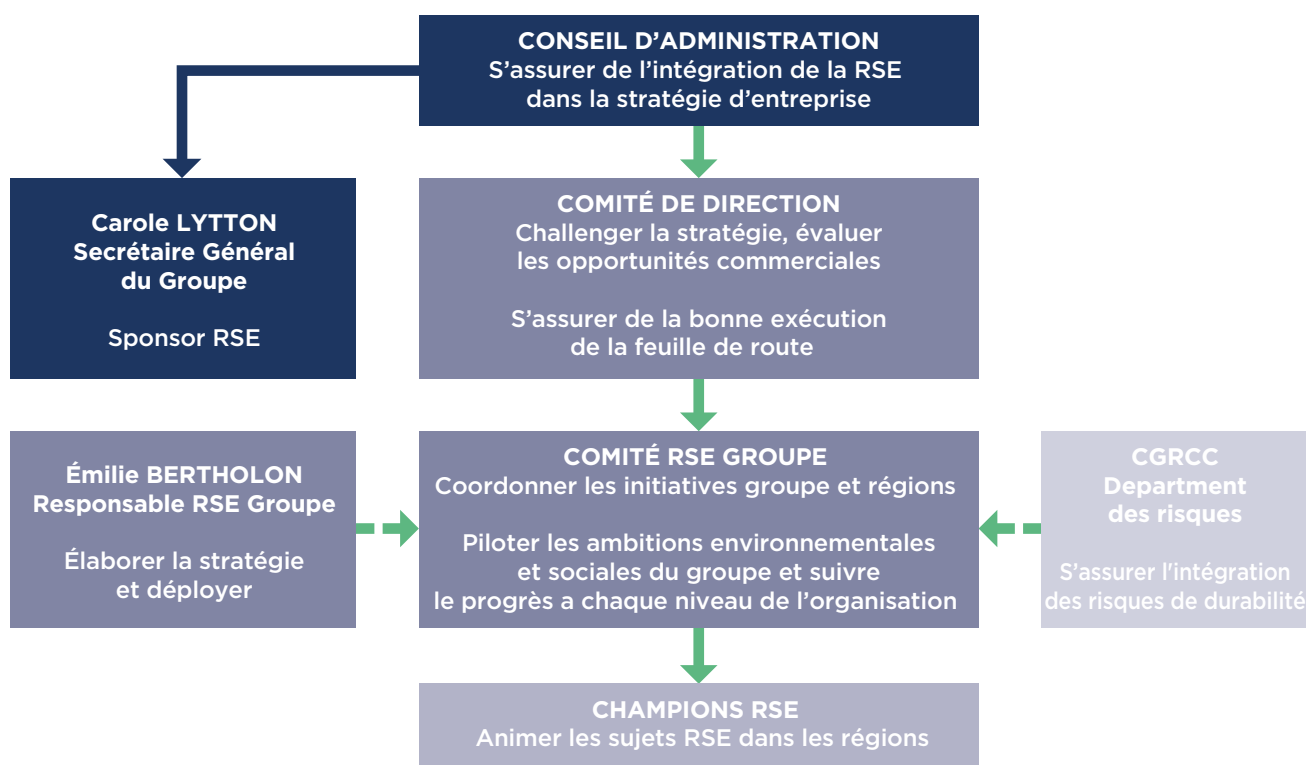 CONSEIL D’ADMINISTRATION
S’assurer de l’intégration de la RSE
dans la stratégie d’entreprise
Carole LYTTON
Secrétaire Général
du Groupe
Sponsor RSE
COMITÉ DE DIRECTION
Challenger la stratégie, évaluer
les opportunités commerciales
S’assurer de la bonne exécution
de la feuille de route
Émilie BERTHOLON
Responsable RSE Groupe
Élaborer la stratégie
et déployer
COMITÉ RSE GROUPE
Coordonner les initiatives groupe et régions
Piloter les ambitions environnementales
et sociales du groupe et suivre
le progrès a chaque niveau de l’organisation
CGRCC
Department
des risques
S’assurer l'intégration
des risques de durabilité
CHAMPIONS RSE
Animer les sujets RSE dans les régions